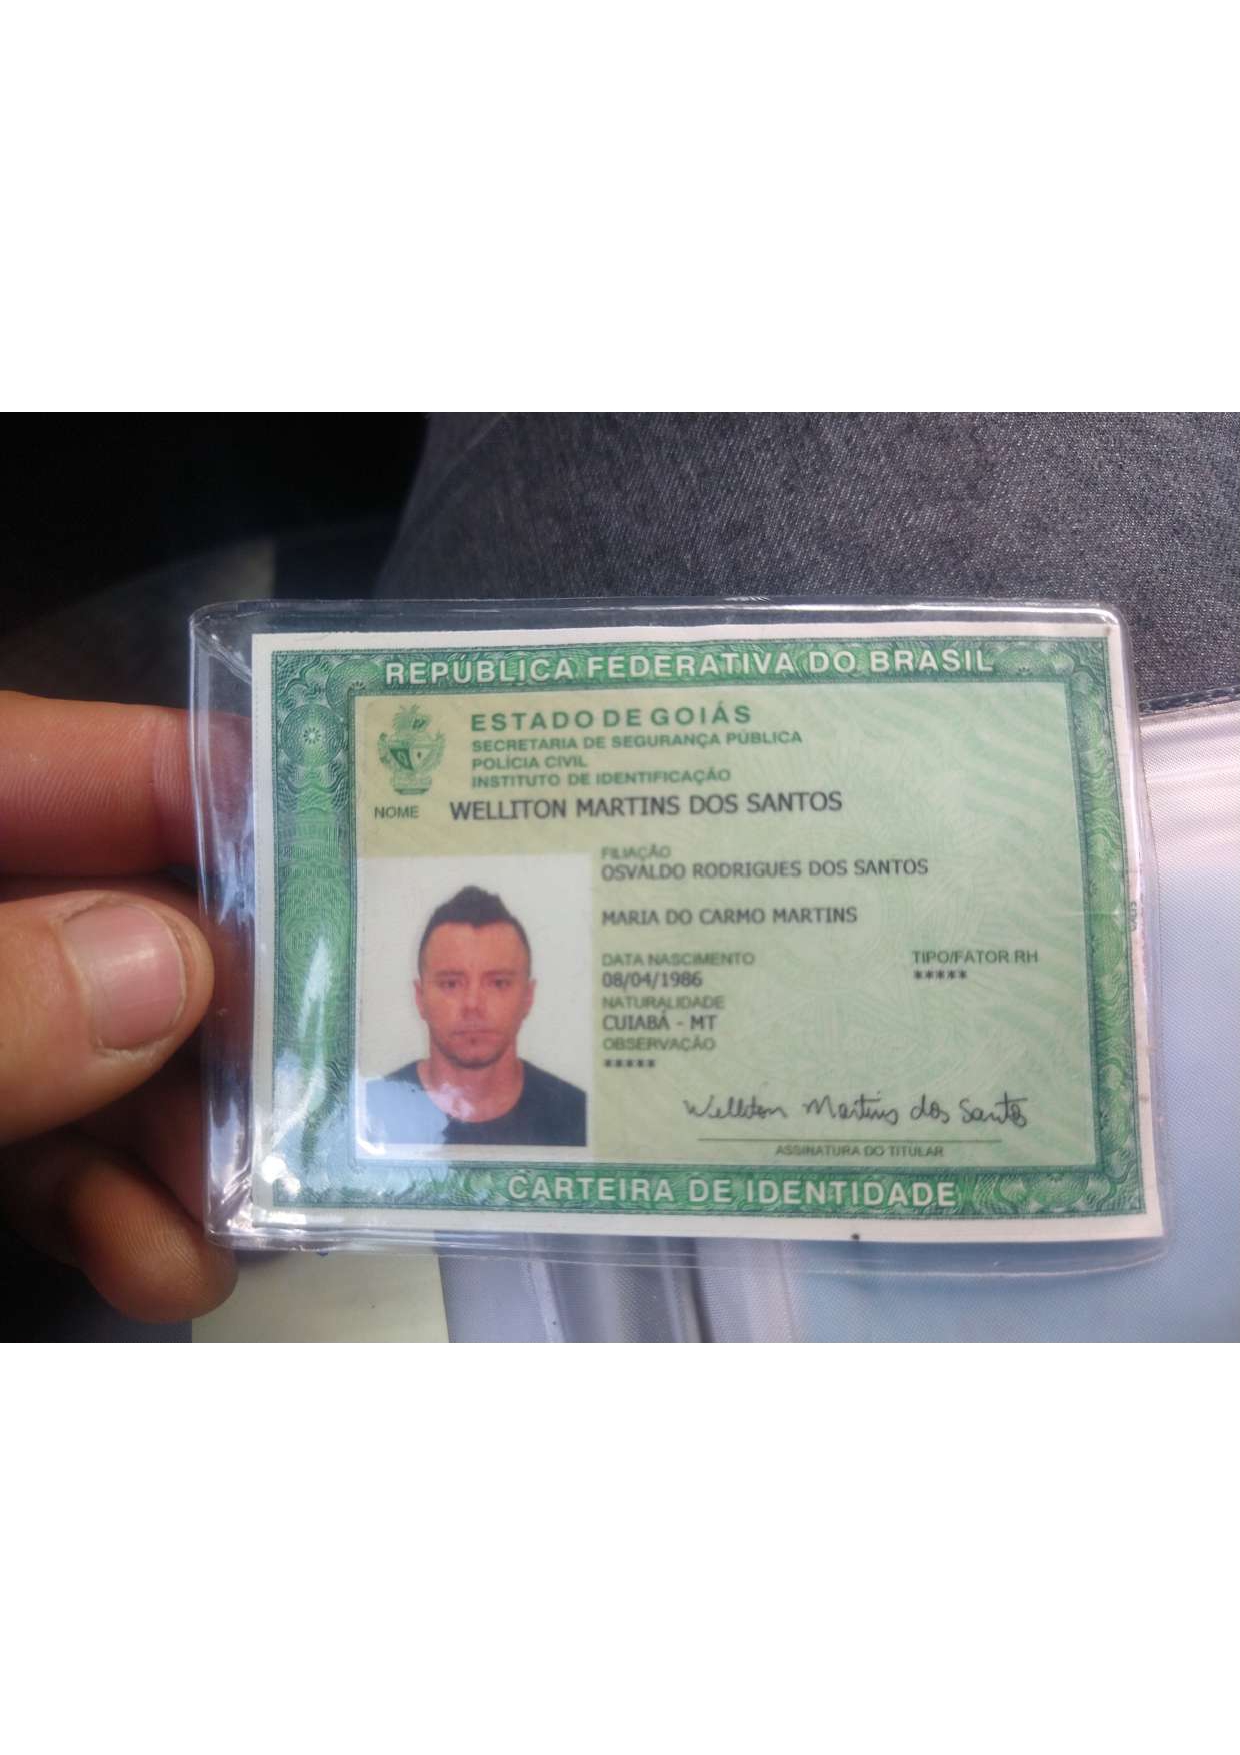 REPÚBLICA FEDERATIVA DO BRASIL
ESTADO DE GOIÁS
SECRETARIA DE SEGURANÇA PÚBLICA
POLÍCIA CIVIL
INSTITUTO DE IDENTIFICAÇÃO
NOME WELLITON MARTINS DOS SANTOS
FILIAÇÃO
OSVALDO RODRIGUES DOS SANTOS
MARIA DO CARMO MARTINS
DATA NASCIMENTO TIPO/FATOR RH
08/04/1986 *****
NATURALIDADE
CUIABÁ - MT
OBSERVAÇÃO
*****
Welliton Martins dos Santos
ASSINATURA DO TITULAR
CARTEIRA DE IDENTIDADE